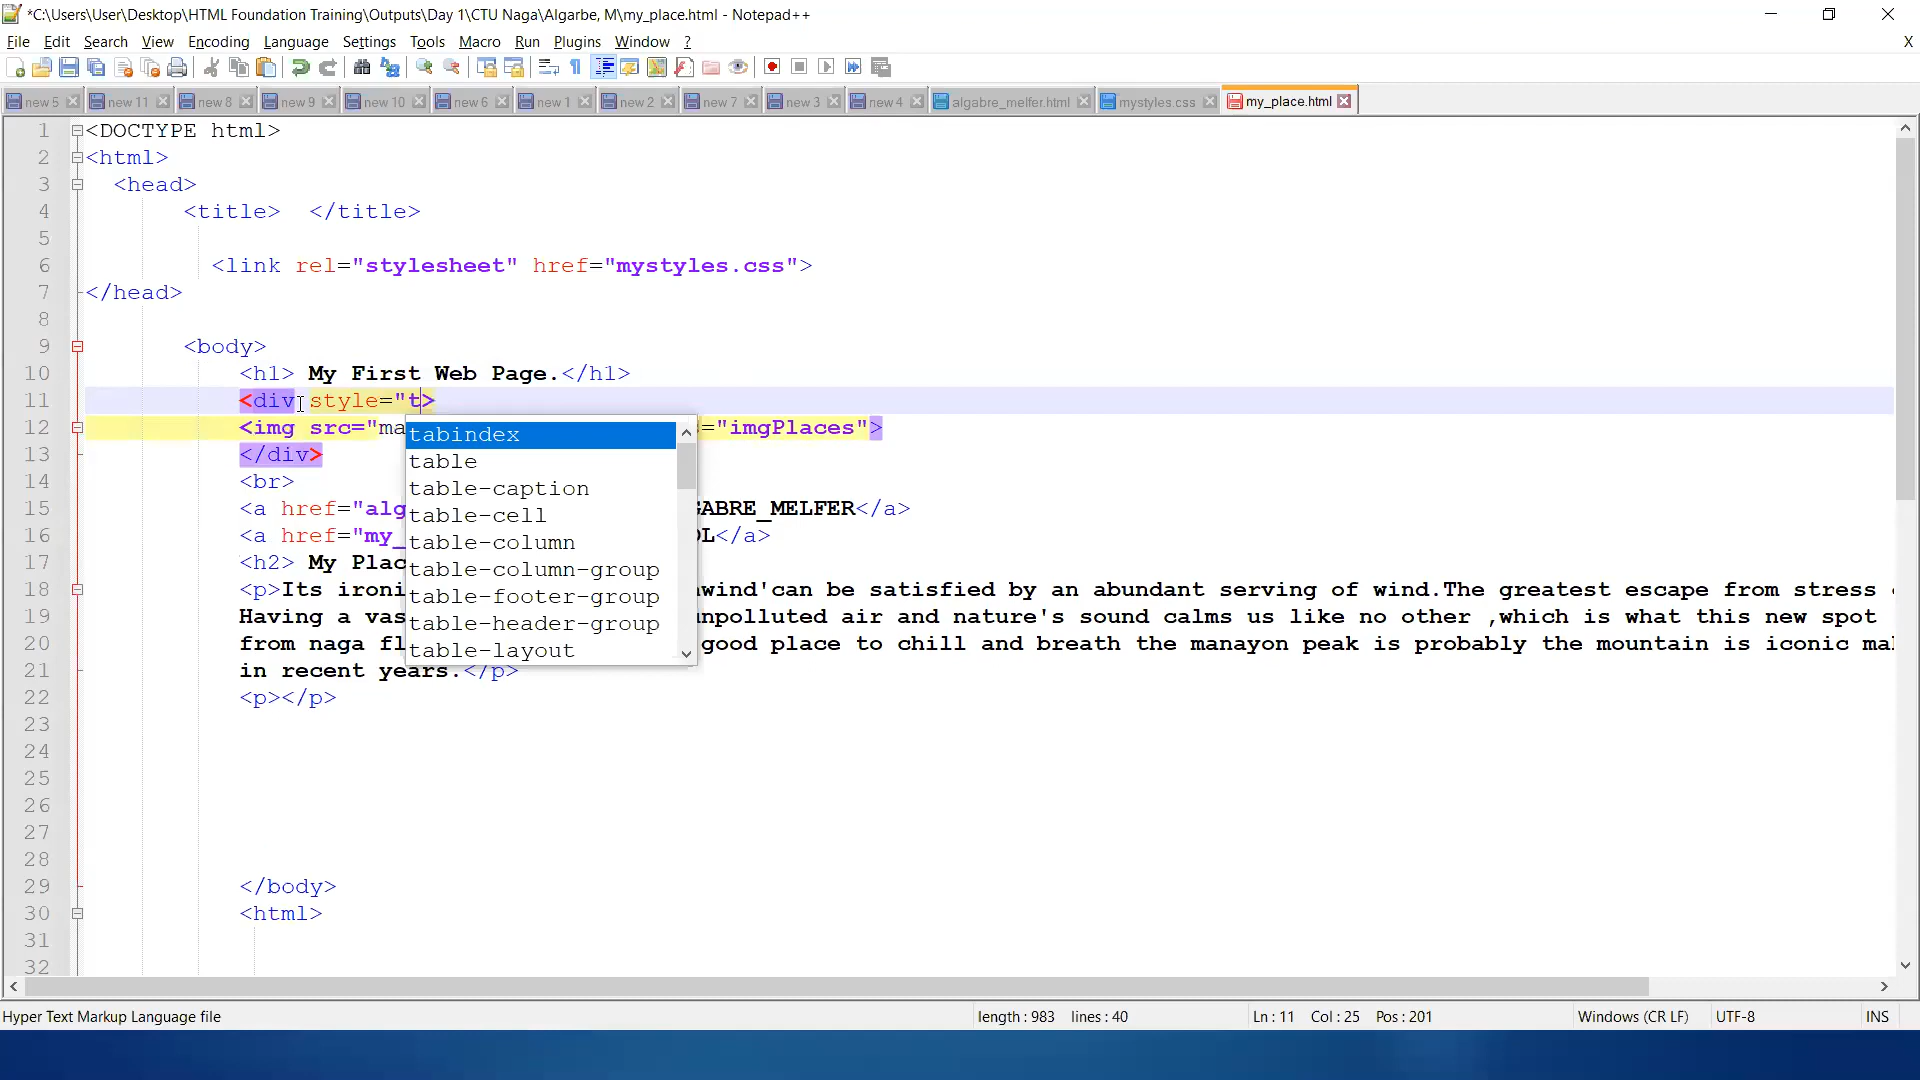 *C:\Users\User\Desktop\HTML Foundation Training\Outputs\Day 1\CTU Naga\Algarbe, M\my_place.html - Notepad++
File Edit Search View Encoding Language Settings Tools Macro Run Plugins Window ? X
new 5 new 11 new 8 new 9 new 10 new 6 new 1 new 2 new 7 new 3 new 4 algabre_melfer.html mystyles.css my_place.html
1 <DOCTYPE html>
2 <html>
3 <head>
4 <title> </title>
5
6 <link rel="stylesheet" href="mystyles.css">
7 </head>
8
9 <body>
10 <h1> My First Web Page.</h1>
11 <div style="t>
12 <img src="ma ="imgPlaces">
13 </div>
14 <br>
15 <a href="alg GABRE_MELFER</a>
16 <a href="my_ OL</a>
17 <h2> My Plac
18 <p>Its ironi wind'can be satisfied by an abundant serving of wind.The greatest escape from stress
19 Having a vas unpolluted air and nature's sound calms us like no other ,which is what this new spot
20 from naga fl good place to chill and breath the manayon peak is probably the mountain is iconic ma
21 in recent years.</p>
22 <p></p>
23
24
25
26
27
28
29 </body>
30 <html>
31
32
tabindex
table
table-caption
table-cell
table-column
table-column-group
table-footer-group
table-header-group
table-layout
Hyper Text Markup Language file length : 983 lines : 40 Ln : 11 Col : 25 Pos : 201 Windows (CR LF) UTF-8 INS